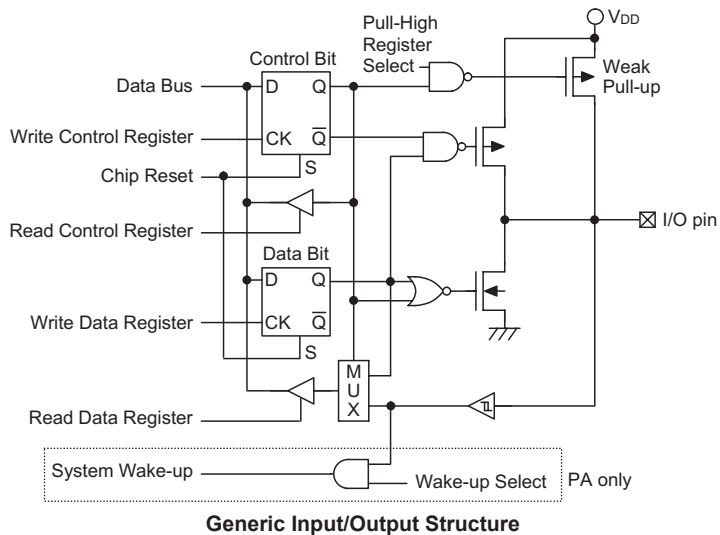 VDD
Pull-High
Register
Select
Weak
Pull-up
Control Bit
Data Bus
D
Q
Write Control Register
CK
Q
S
Chip Reset
Read Control Register
I/O pin
Data Bit
D
Q
Write Data Register
CK
Q
S
M
U
X
Read Data Register
System Wake-up
Wake-up Select
PA only
Generic Input/Output Structure